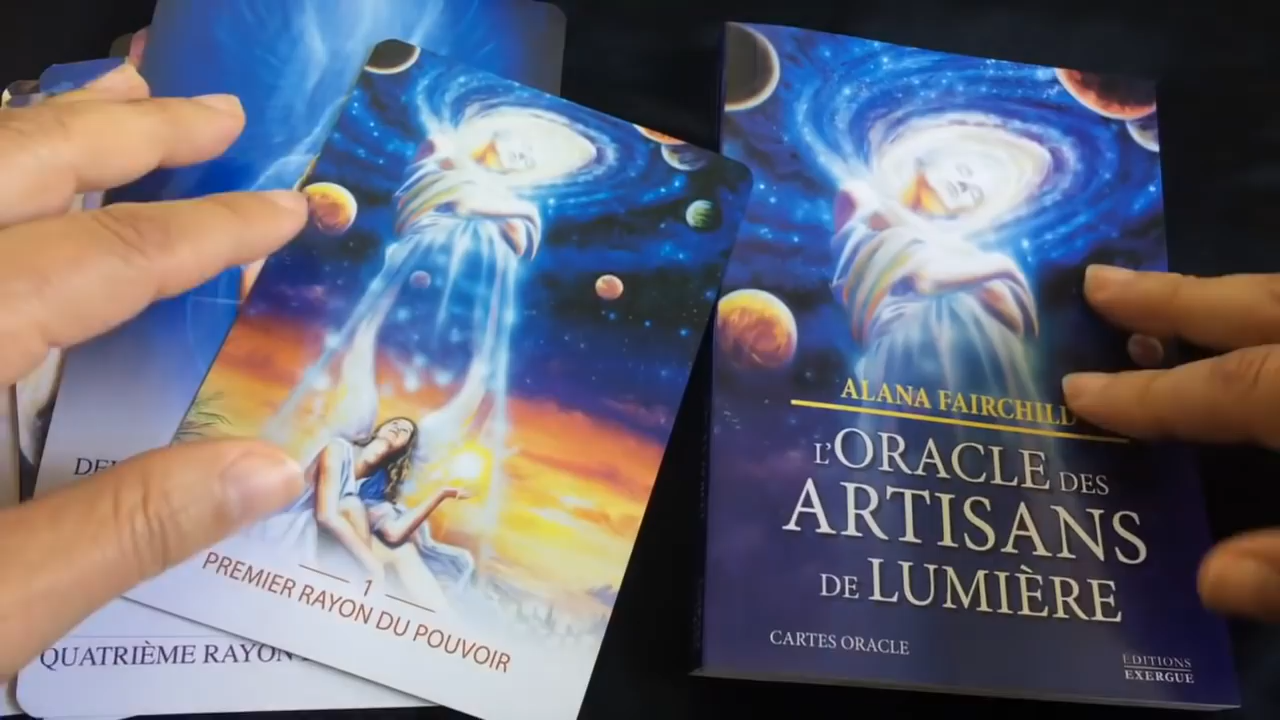 1
PREMIER RAYON DU POUVOIR
QUATRIÈME RAYON
ALANA FAIRCHILD
L'ORACLE DES
ARTISANS
DE LUMIÈRE
CARTES ORACLE
EDITIONS
EXERGUE